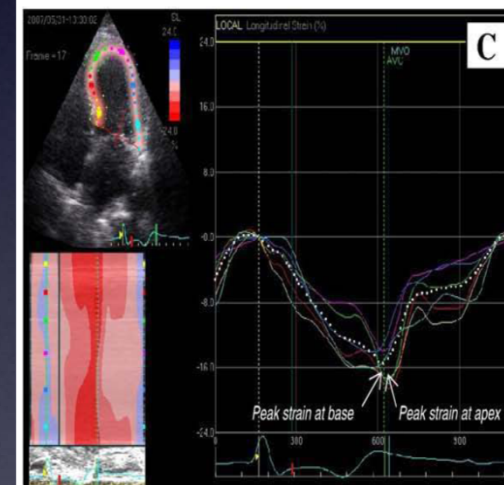 2007/05/31-13:30:02
SL
24.0
Frame =17
-24.0
%
LOCAL Longitudinal Strain (%)
C
24.0
MVO
AVC
16.0
8.0
-0.0
-8.0
-16.0
Peak strain at base
Peak strain at apex
-24.0
0
300
600
900